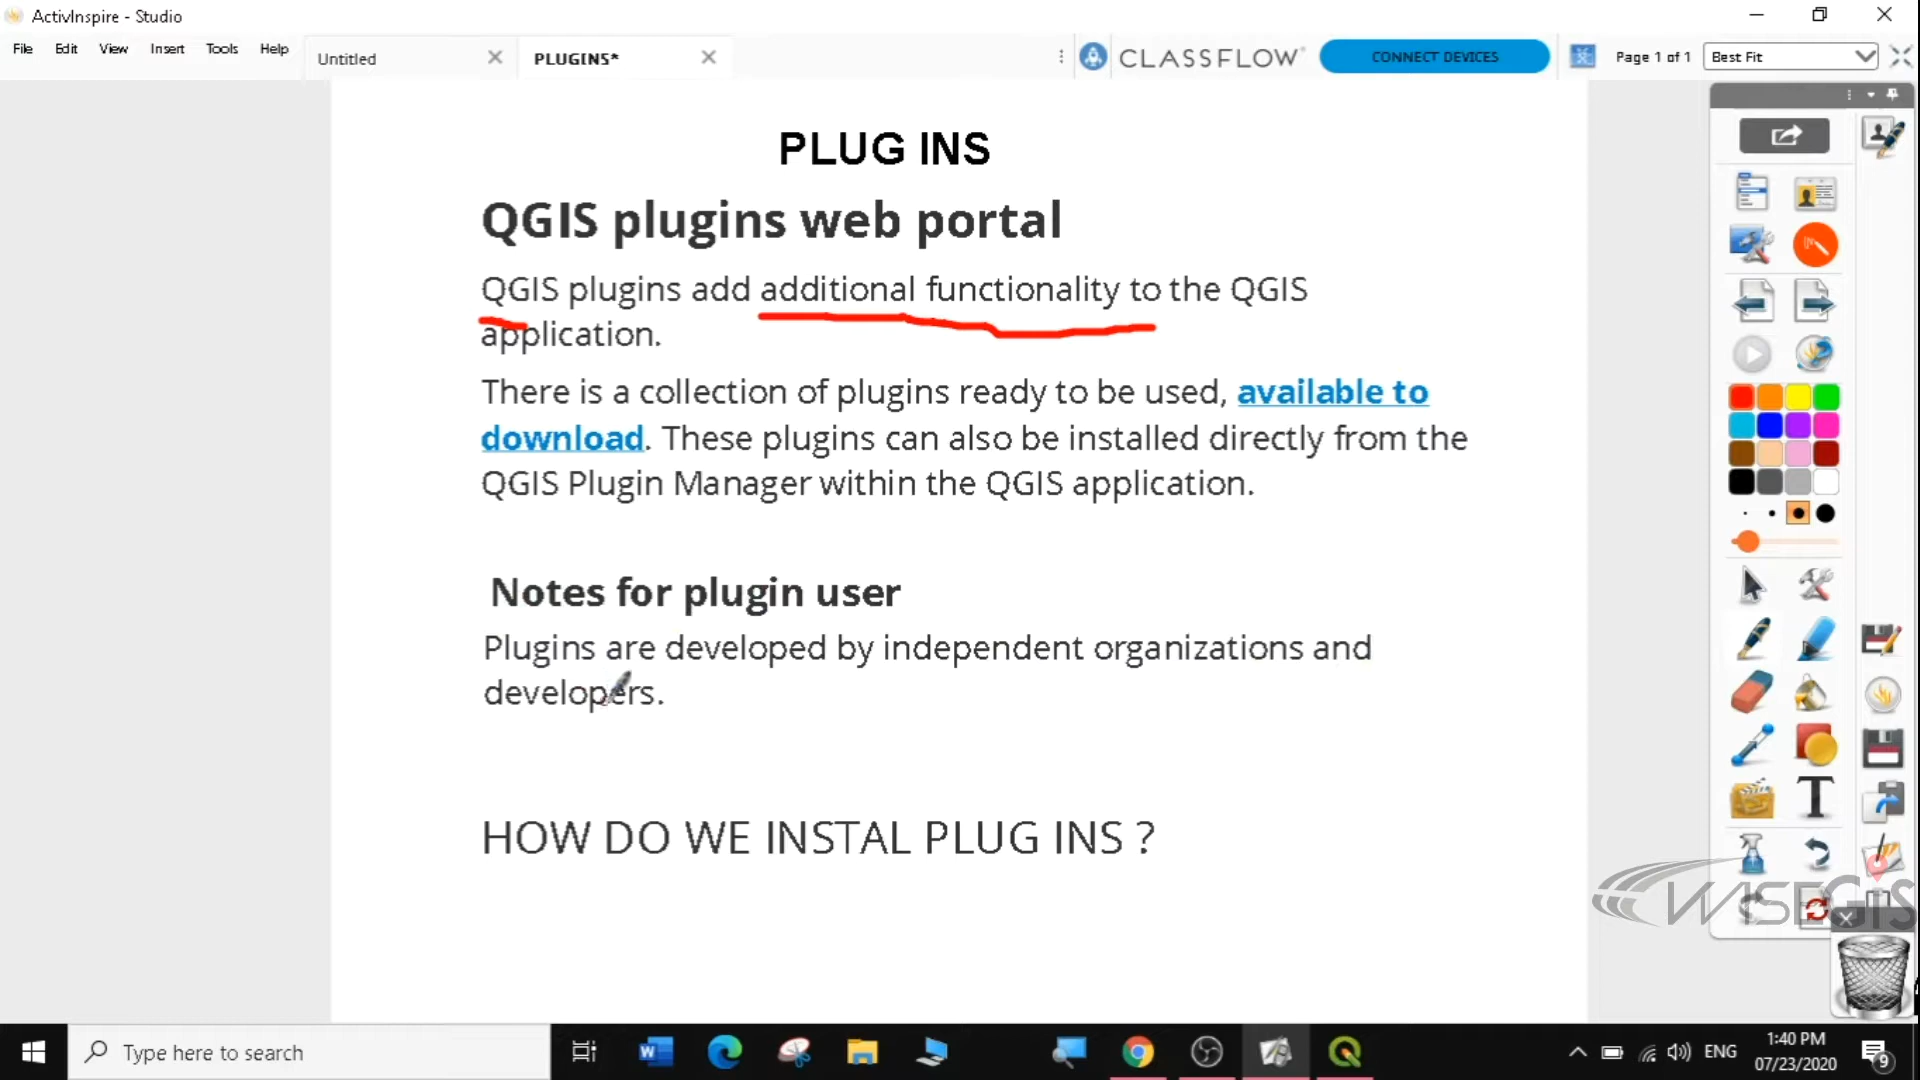 ActivInspire - Studio
File Edit View Insert Tools Help
Untitled
PLUGINS*
CLASSFLOW
CONNECT DEVICES
Page 1 of 1
Best Fit
PLUG INS
QGIS plugins web portal
QGIS plugins add additional functionality to the QGIS
application.
There is a collection of plugins ready to be used, available to
download. These plugins can also be installed directly from the
QGIS Plugin Manager within the QGIS application.
Notes for plugin user
Plugins are developed by independent organizations and
developers.
HOW DO WE INSTAL PLUG INS ?
WISEGIS
Type here to search
ENG
1:40 PM
07/23/2020
9